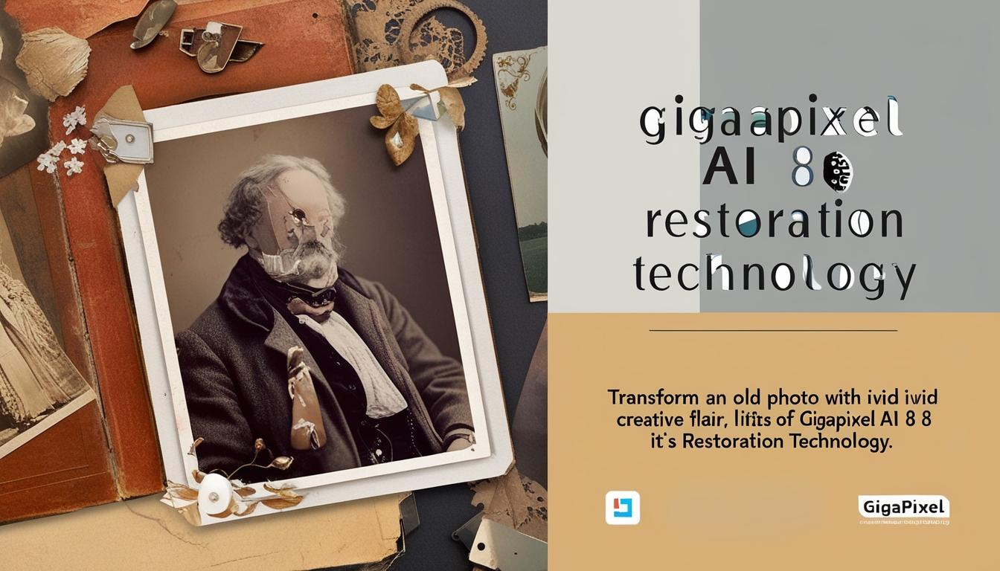 gigaapixel
AI 8
restoration
technology
Transform an old photo with ivid ivid
creative flair, of Gigapixel AI 8 8
it's Restoration Technology.
GigaPixel